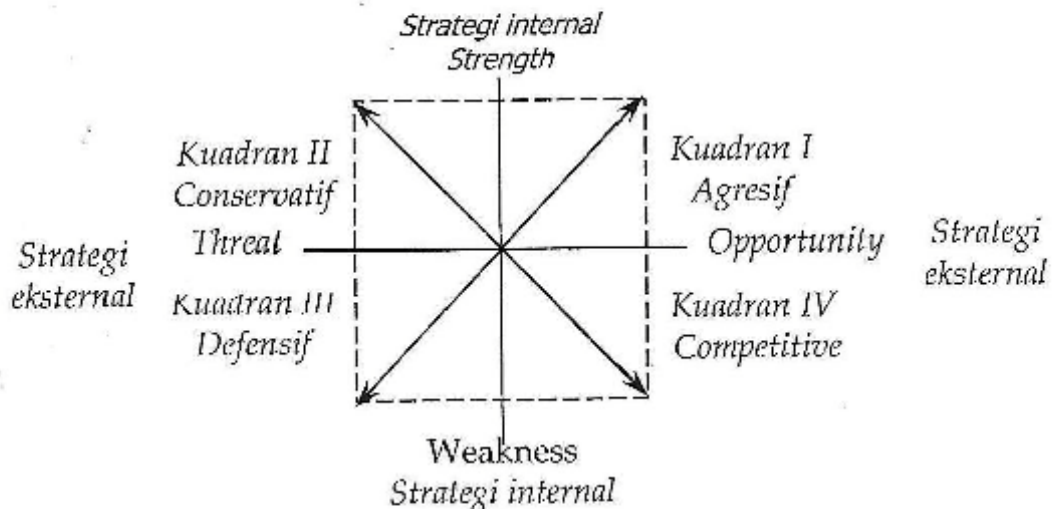 Strategi internal
Strength
Kuadran II
Conservatif
Kuadran I
Agresif
Strategi
eksternal
Threat
Opportunity
Strategi
eksternal
Kuadran III
Defensif
Kuadran IV
Competitive
Weakness
Strategi internal